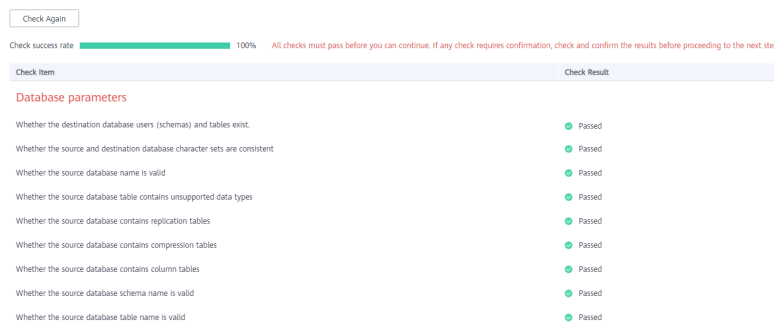 Check Again
Check success rate 100% All checks must pass before you can continue. If any check requires confirmation, check and confirm the results before proceeding to the next ste
Check Item Check Result
Database parameters
Whether the destination database users (schemas) and tables exist. Passed
Whether the source and destination database character sets are consistent Passed
Whether the source database name is valid Passed
Whether the source database table contains unsupported data types Passed
Whether the source database contains replication tables Passed
Whether the source database contains compression tables Passed
Whether the source database contains column tables Passed
Whether the source database schema name is valid Passed
Whether the source database table name is valid Passed